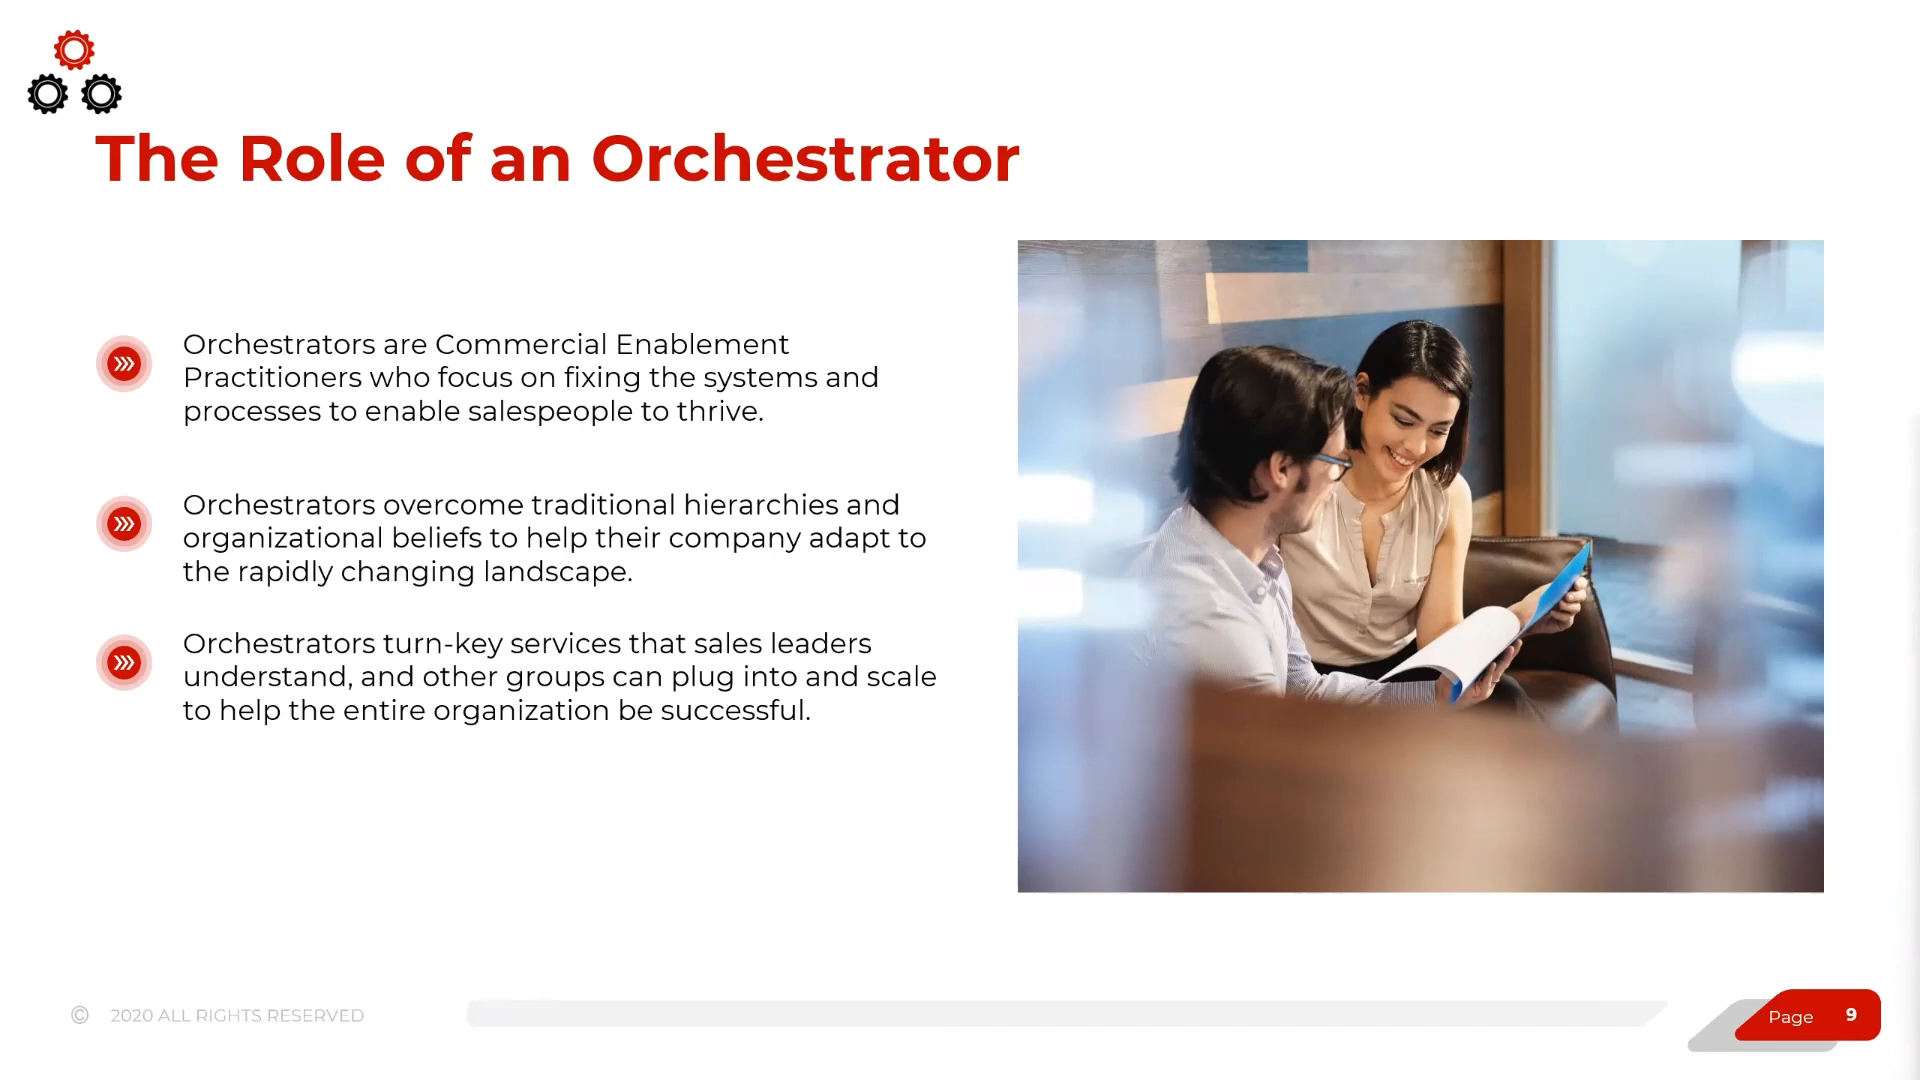 The Role of an Orchestrator
Orchestrators are Commercial Enablement
Practitioners who focus on fixing the systems and
processes to enable salespeople to thrive.
Orchestrators overcome traditional hierarchies and
organizational beliefs to help their company adapt to
the rapidly changing landscape.
Orchestrators turn-key services that sales leaders
understand, and other groups can plug into and scale
to help the entire organization be successful.
© 2020 ALL RIGHTS RESERVED
Page 9